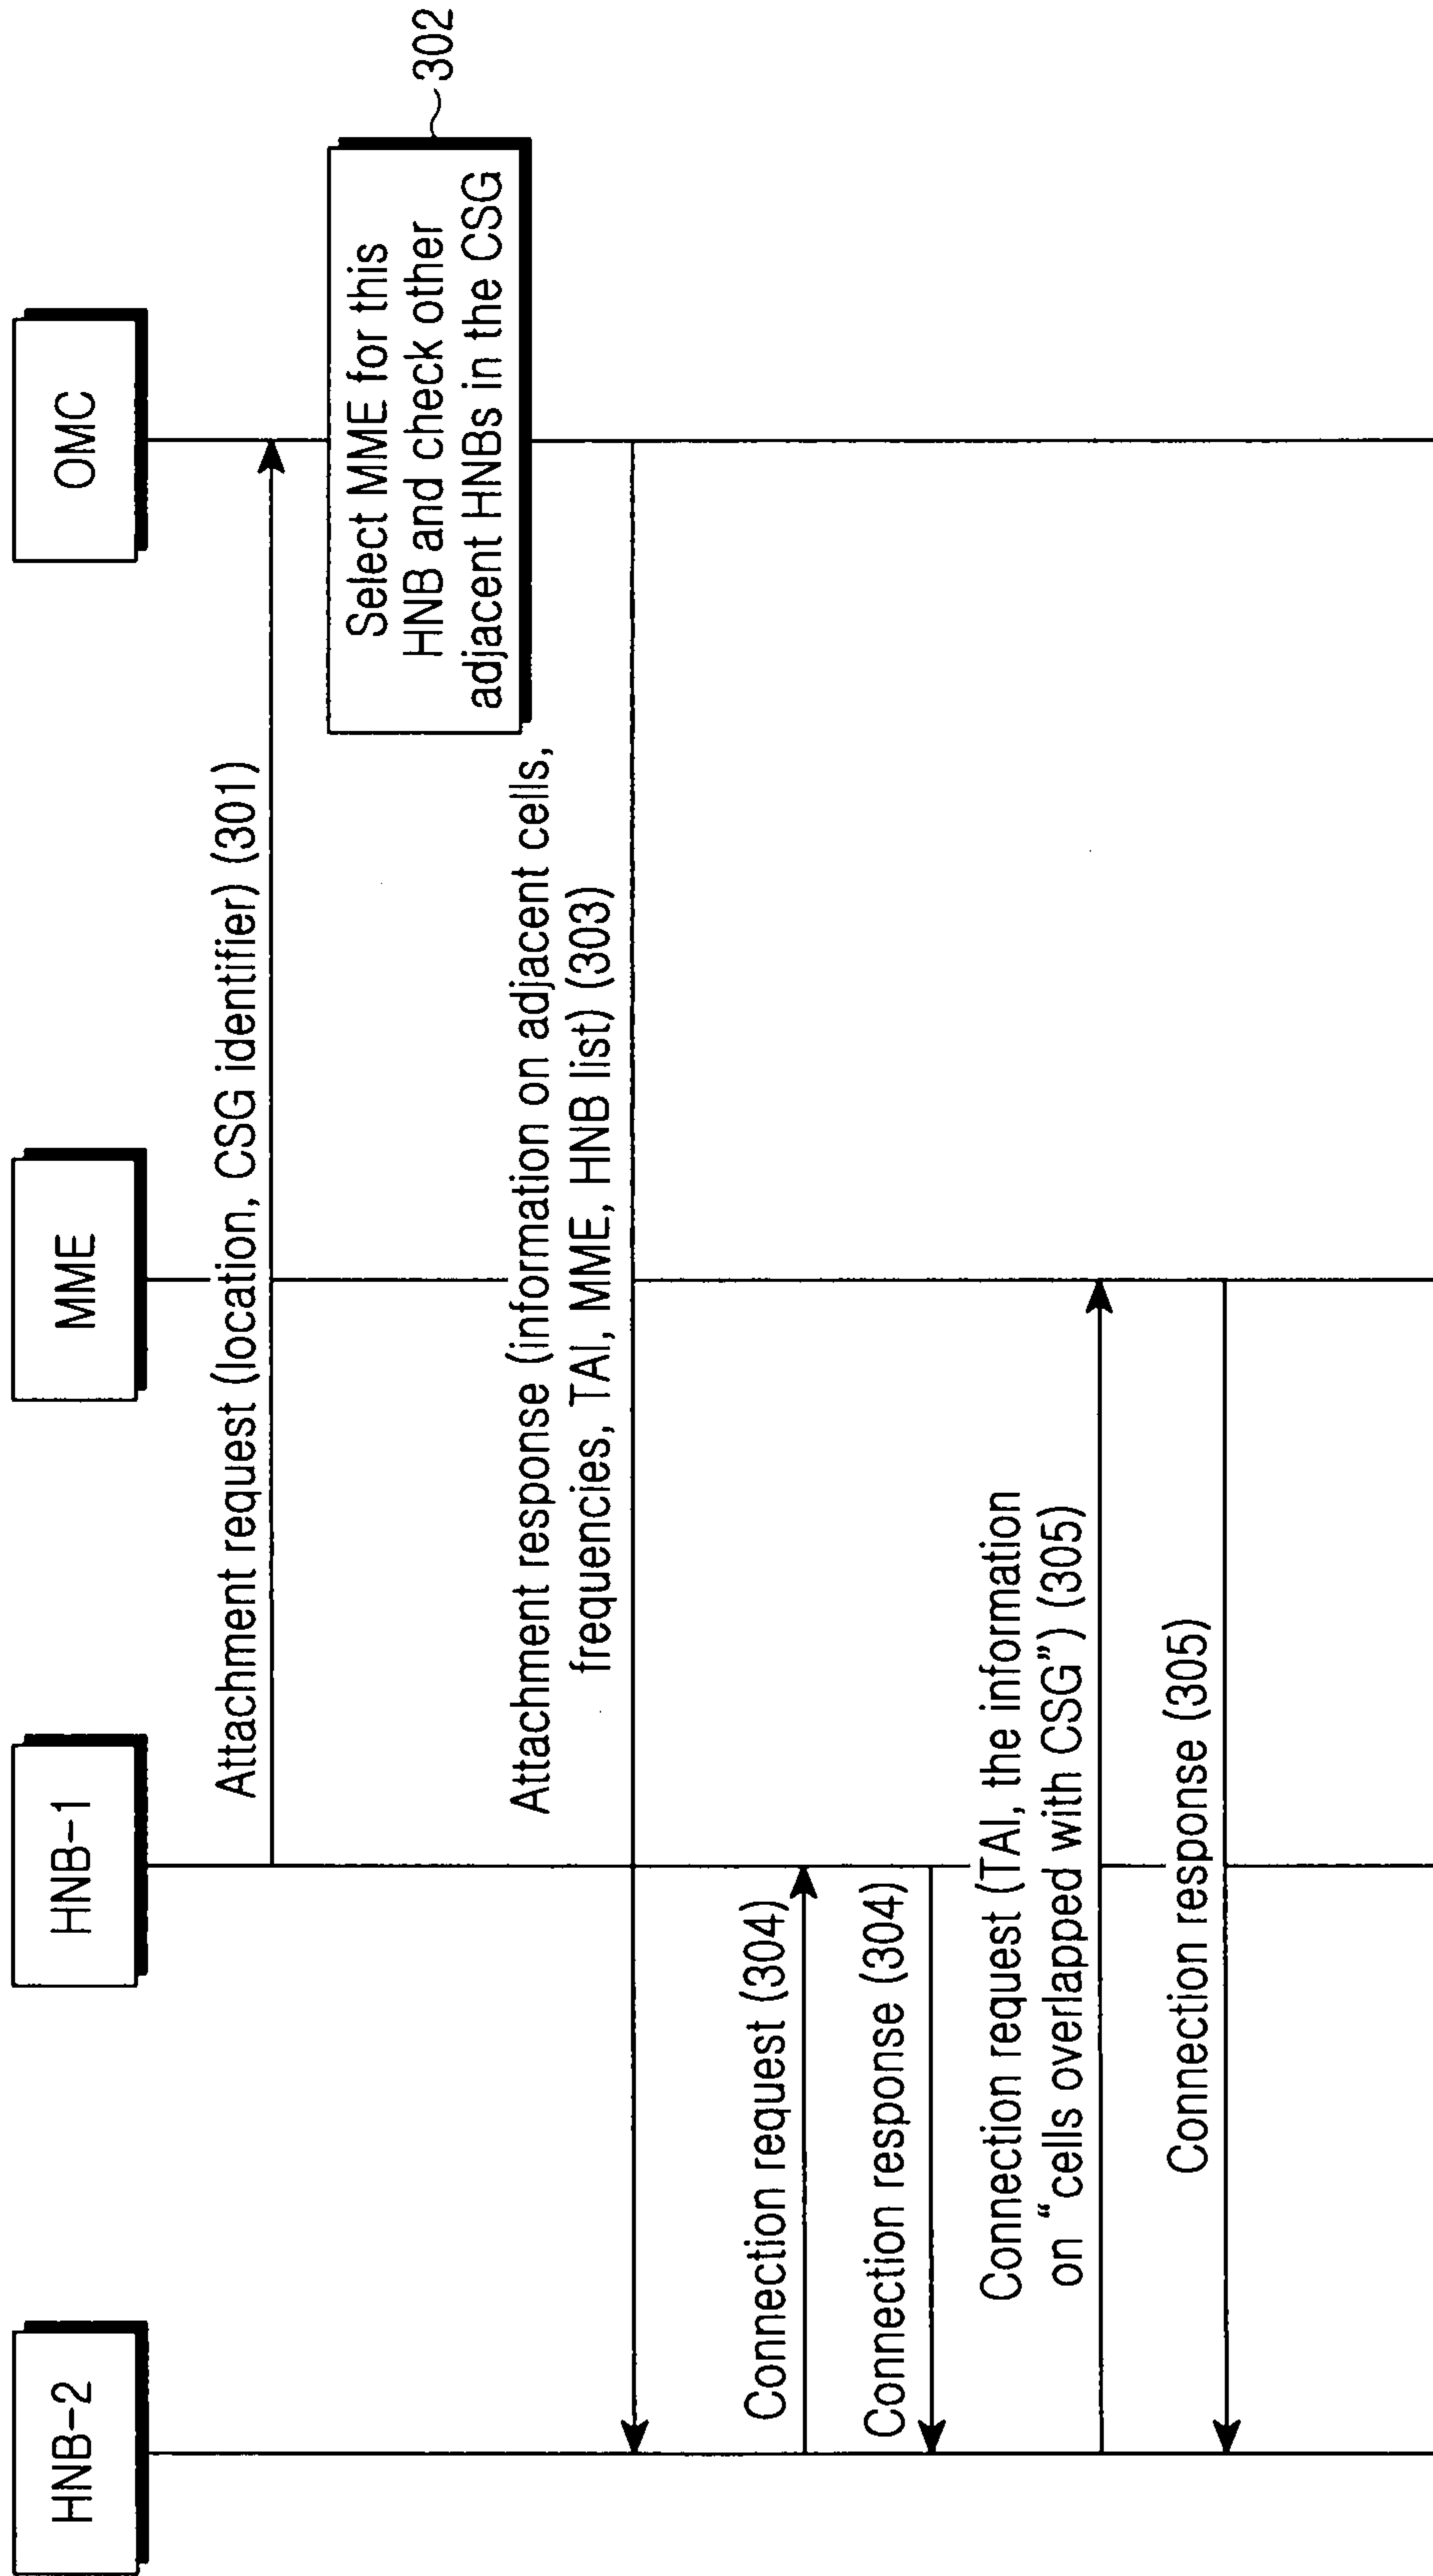 HNB-2
HNB-1
MME
OMC
Attachment request (location, CSG identifier) (301)
Select MME for this
HNB and check other
adjacent HNBs in the CSG
302
Attachment response (information on adjacent cells,
frequencies, TAI, MME, HNB list) (303)
Connection request (304)
Connection response (304)
Connection request (TAI, the information
on “cells overlapped with CSG”) (305)
Connection response (305)